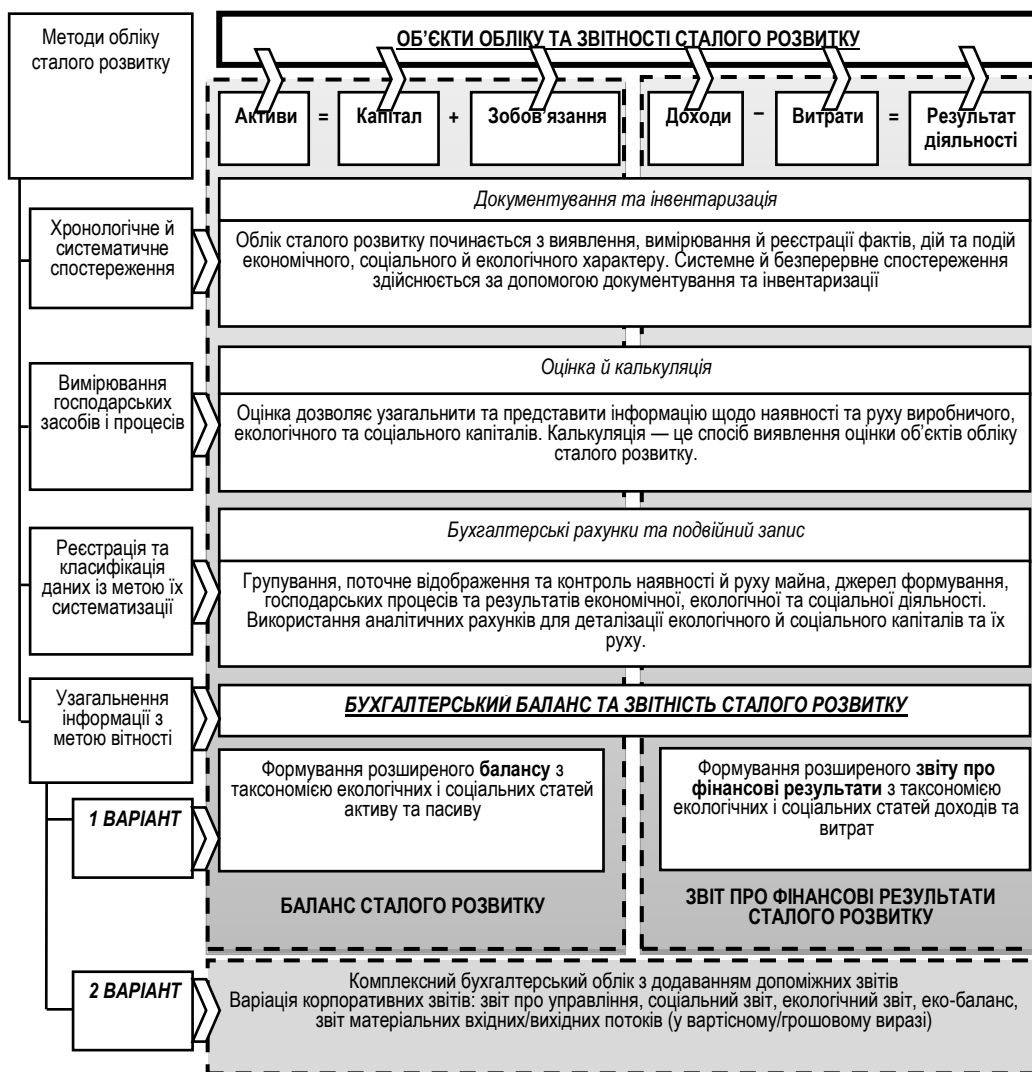 Методи обліку
сталого розвитку
ОБ’ЄКТИ ОБЛІКУ ТА ЗВІТНОСТІ СТАЛОГО РОЗВИТКУ
Активи = Капітал + Зобов’язання
Доходи – Витрати = Результат
діяльності
Хронологічне й
систематичне
спостереження
Документування та інвентаризація
Облік сталого розвитку починається з виявлення, вимірювання й реєстрації фактів, дій та подій
економічного, соціального й екологічного характеру. Системне й безперервне спостереження
здійснюється за допомогою документування та інвентаризації
Вимірювання
господарських
засобів і процесів
Оцінка й калькуляція
Оцінка дозволяє узагальнити та представити інформацію щодо наявності та руху виробничого,
екологічного та соціального капіталів. Калькуляція — це спосіб виявлення оцінки об’єктів обліку
сталого розвитку.
Реєстрація та
класифікація
даних із метою їх
систематизації
Бухгалтерські рахунки та подвійний запис
Групування, поточне відображення та контроль наявності й руху майна, джерел формування,
господарських процесів та результатів економічної, екологічної та соціальної діяльності.
Використання аналітичних рахунків для деталізації екологічного й соціального капіталів та їх
руху.
Узагальнення
інформації з
метою вітності
БУХГАЛТЕРСЬКИЙ БАЛАНС ТА ЗВІТНІСТЬ СТАЛОГО РОЗВИТКУ
1 ВАРІАНТ
Формування розширеного балансу з
таксономією екологічних і соціальних статей
активу та пасиву
Формування розширеного звіту про
фінансові результати з таксономією
екологічних і соціальних статей доходів та
витрат
БАЛАНС СТАЛОГО РОЗВИТКУ
ЗВІТ ПРО ФІНАНСОВІ РЕЗУЛЬТАТИ
СТАЛОГО РОЗВИТКУ
2 ВАРІАНТ
Комплексний бухгалтерський облік з додаванням допоміжних звітів
Варіація корпоративних звітів: звіт про управління, соціальний звіт, екологічний звіт, еко-баланс,
звіт матеріальних вхідних/вихідних потоків (у вартісному/грошовому виразі)